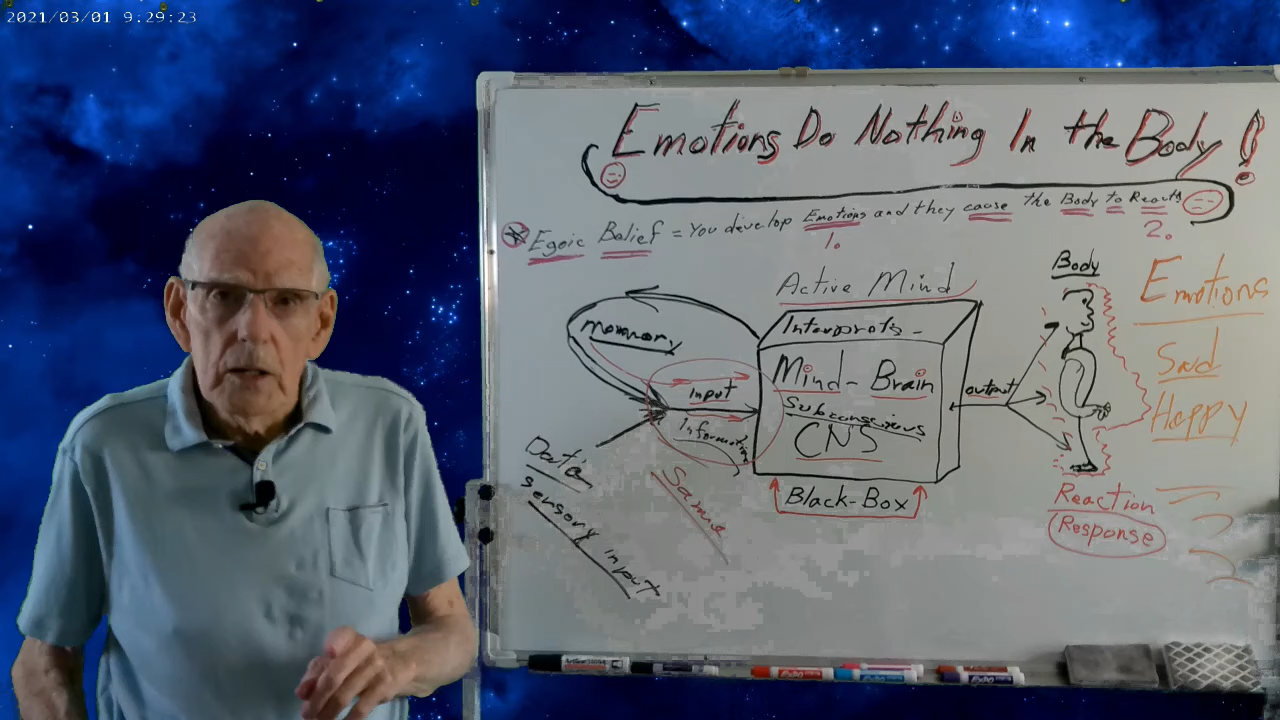 2021/03/01 9:29:23
Emotions Do Nothing In the Body!
* Egoic Belief = You develop Emotions and they cause the Body to Reacts
1.
2.
Active Mind
Body
Emotions
Sad
Happy
Memory
Interprets -
Mind - Brain
Subconscious
CNS
Input
Information
output
Data
sensory input
Same
Black-Box
Reaction
Response
EXPO